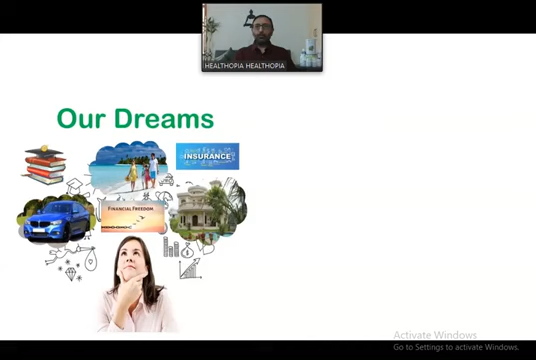 HEALTHOPIA HEALTHOPIA
Our Dreams
INSURANCE
FINANCIAL FREEDOM
Activate Windows
Go to Settings to activate Windows.